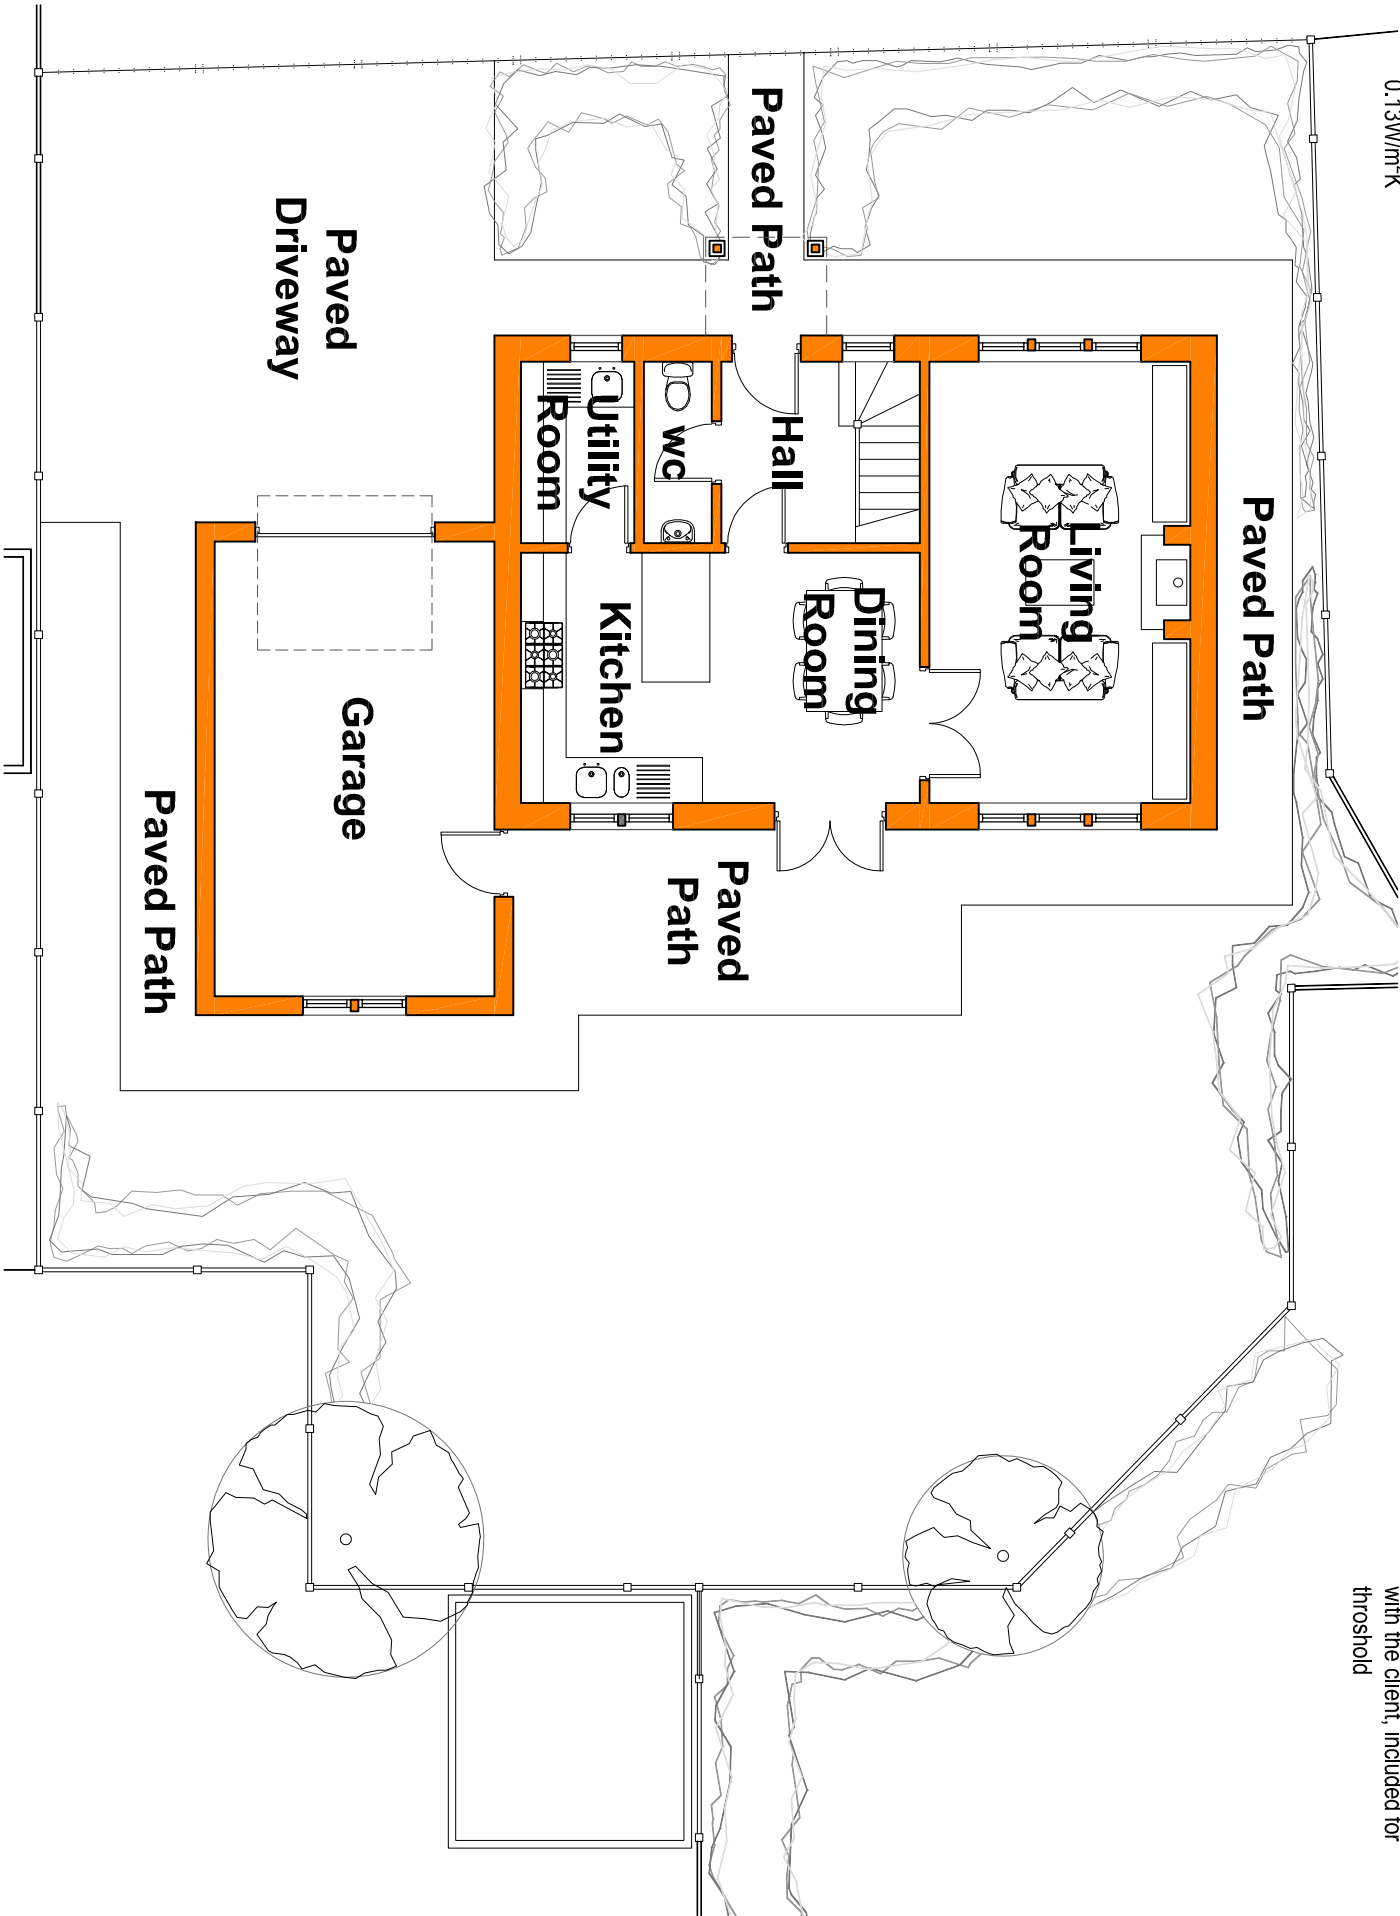 0.13W/m²K
with the client, included for
throshold
Paved Path
Living
Room
Dining
Room
Hall
Paved Path
Paved
Path
wc
Utility
Room
Kitchen
Paved
Driveway
Garage
Paved Path